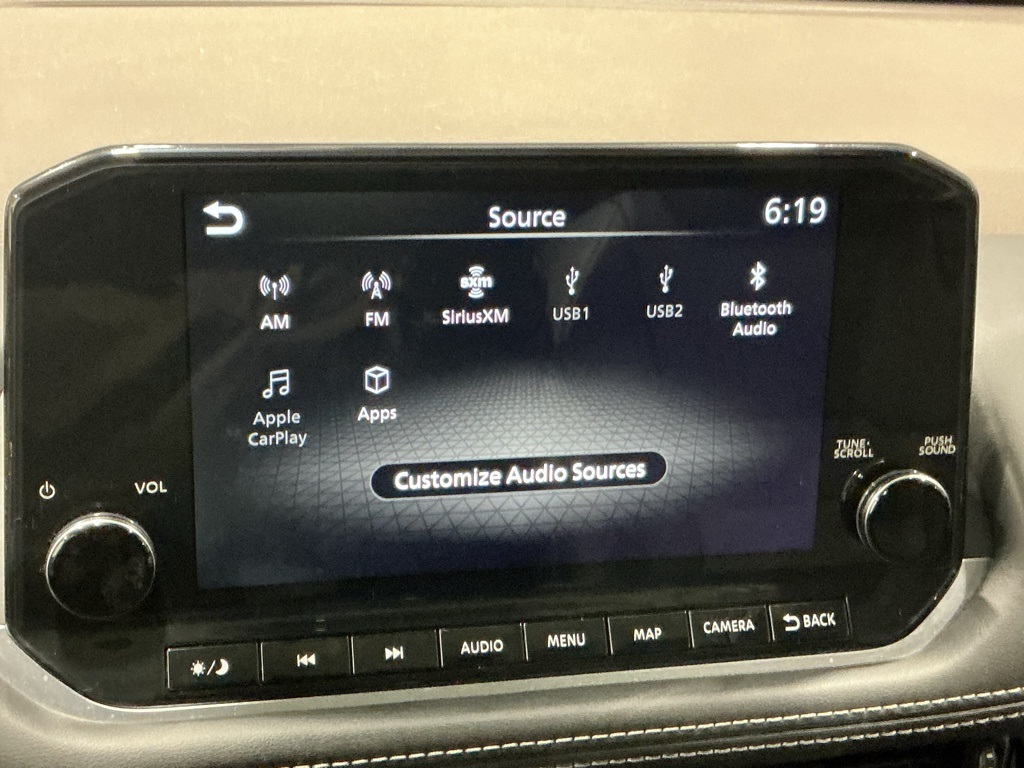 Source
6:19
AM
FM
sxm
SiriusXM
USB1
USB2
Bluetooth
Audio
Apple
CarPlay
Apps
Customize Audio Sources
VOL
TUNE·
SCROLL
PUSH
SOUND
AUDIO
MENU
MAP
CAMERA
BACK